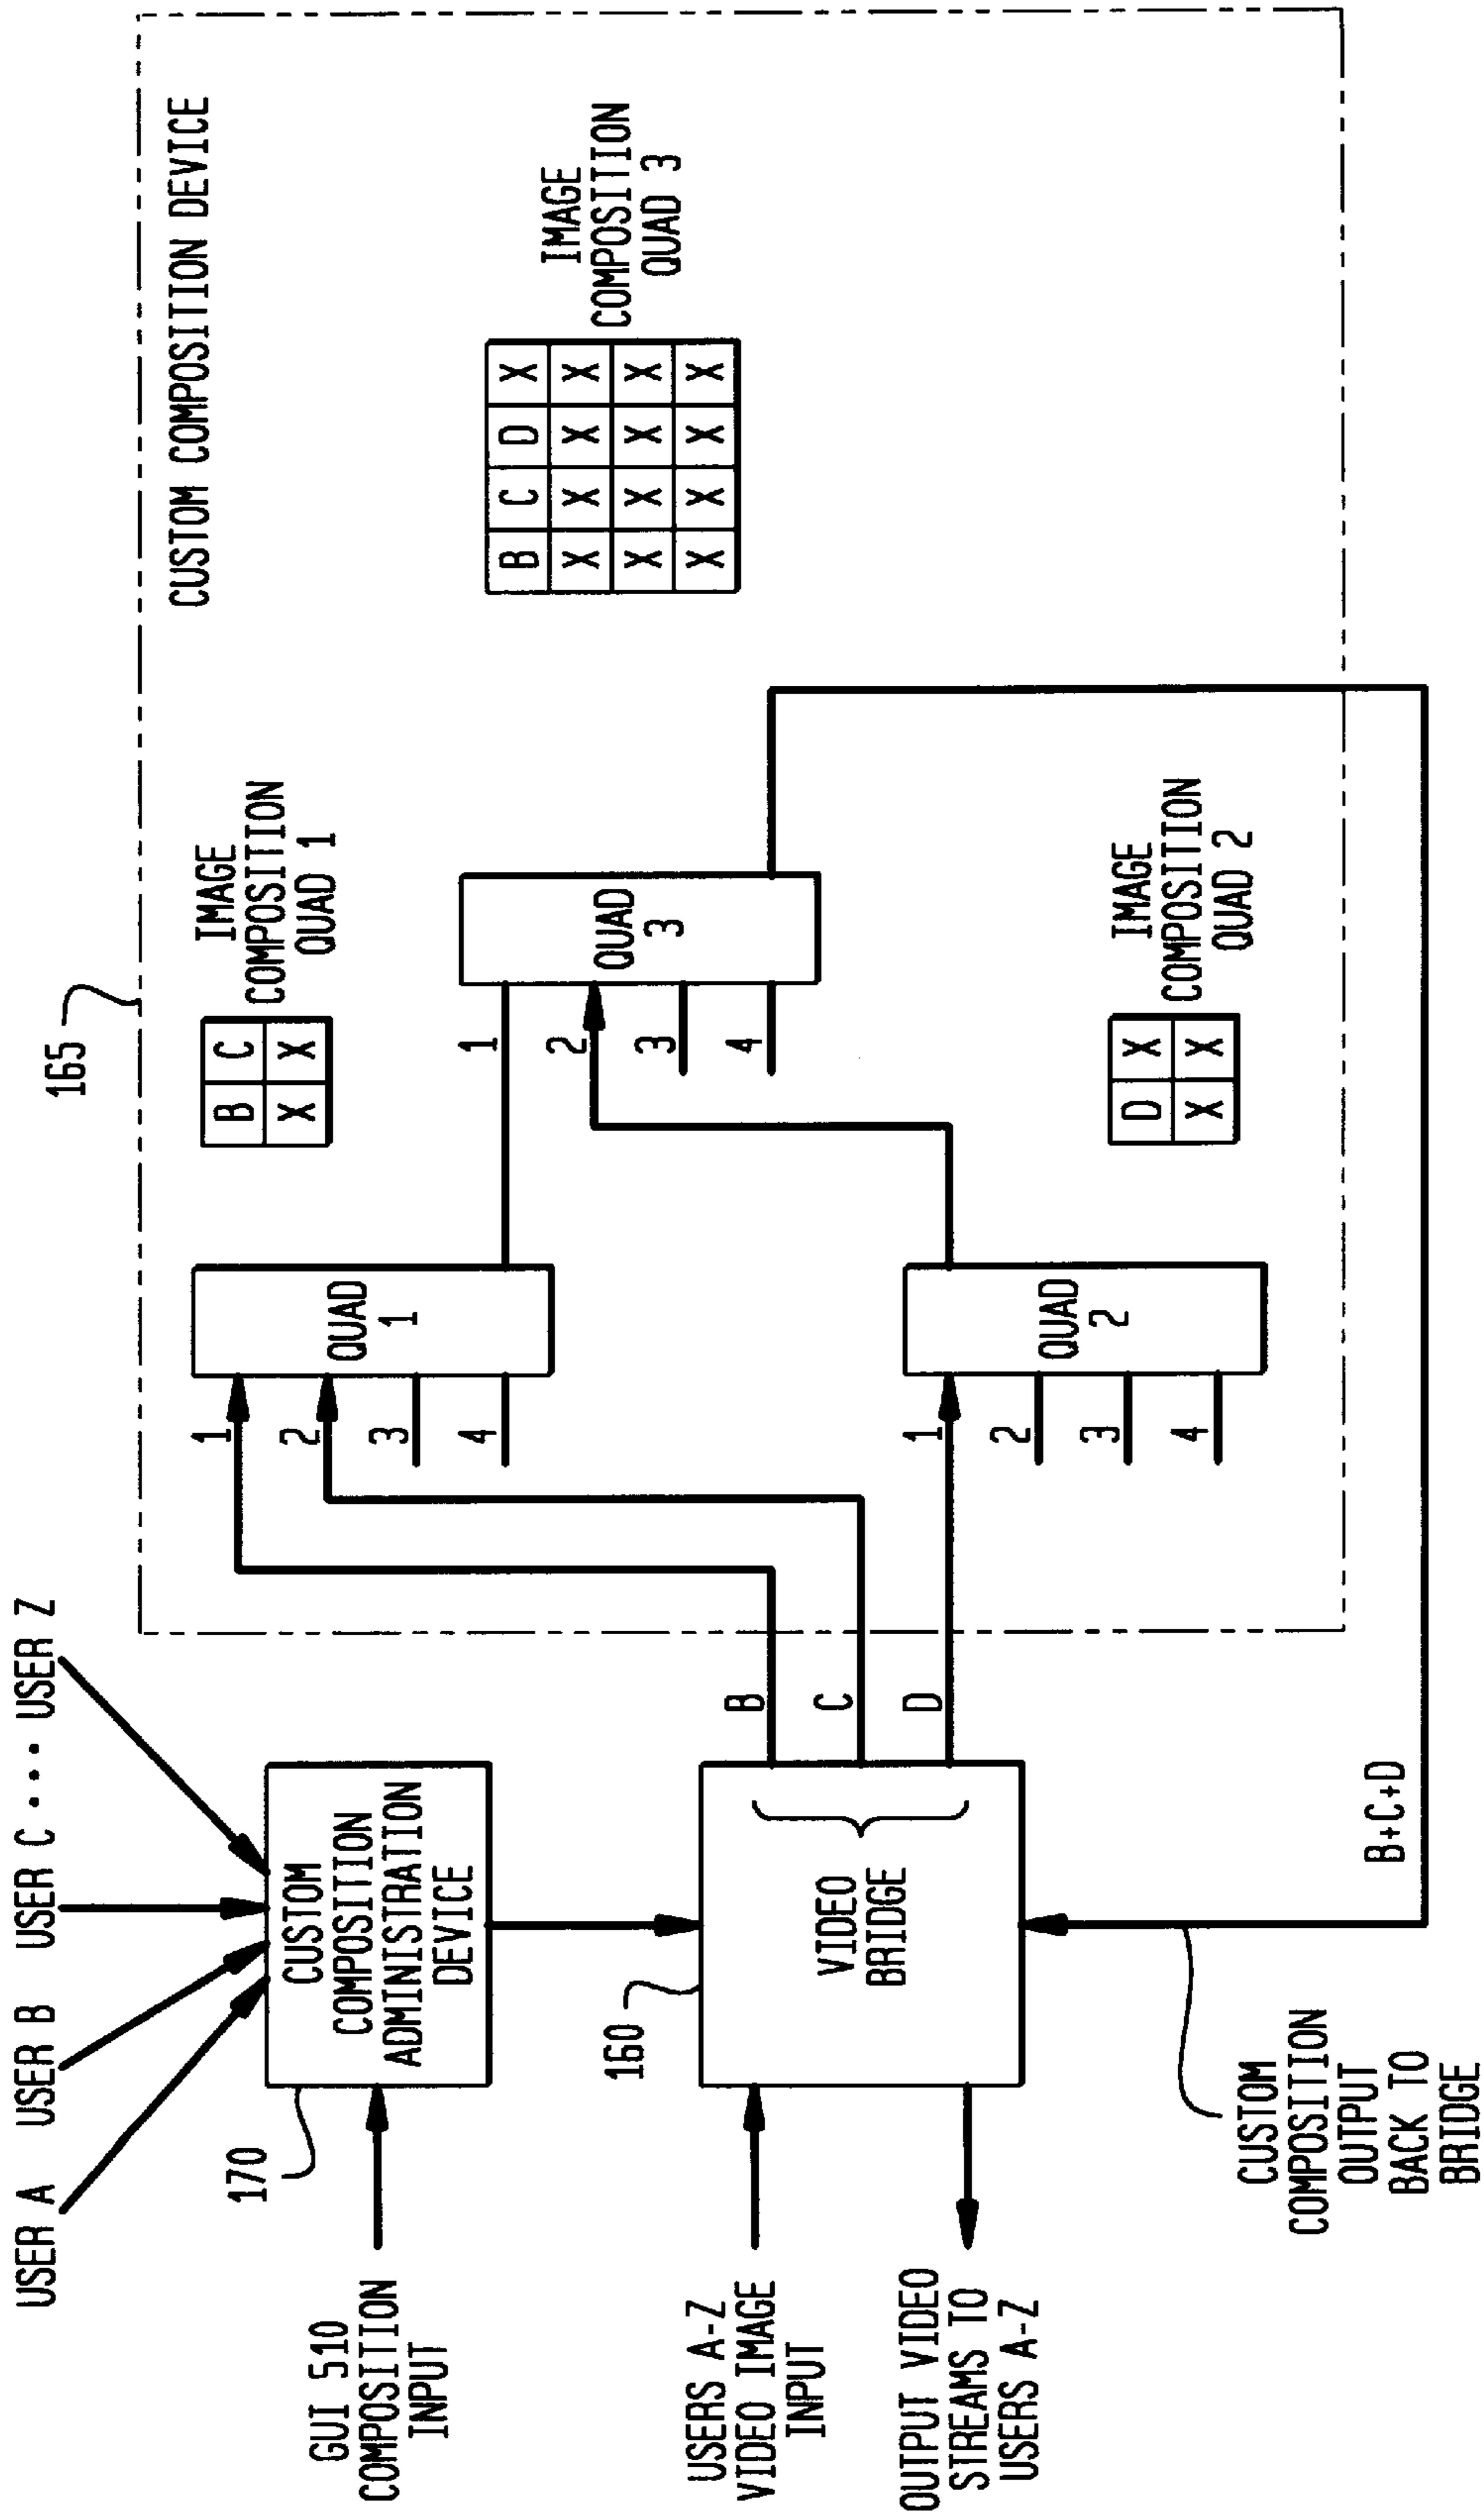 USER A
USER B
USER C
• • •
USER Z
170
GUI 510
COMPOSITION
INPUT
CUSTOM
COMPOSITION
ADMINISTRATION
DEVICE
160
USERS A-Z
VIDEO IMAGE
INPUT
OUTPUT VIDEO
STREAMS TO
USERS A-Z
VIDEO
BRIDGE
B
C
D
CUSTOM
COMPOSITION
OUTPUT
BACK TO
BRIDGE
B+C+D
165
CUSTOM COMPOSITION DEVICE
1
2
3
4
QUAD
1
B C
X X
IMAGE
COMPOSITION
QUAD 1
1
2
3
4
QUAD
2
D X
X X
IMAGE
COMPOSITION
QUAD 2
1
2
3
4
QUAD
3
B C D X
X X X X
X X X X
X X X X
IMAGE
COMPOSITION
QUAD 3